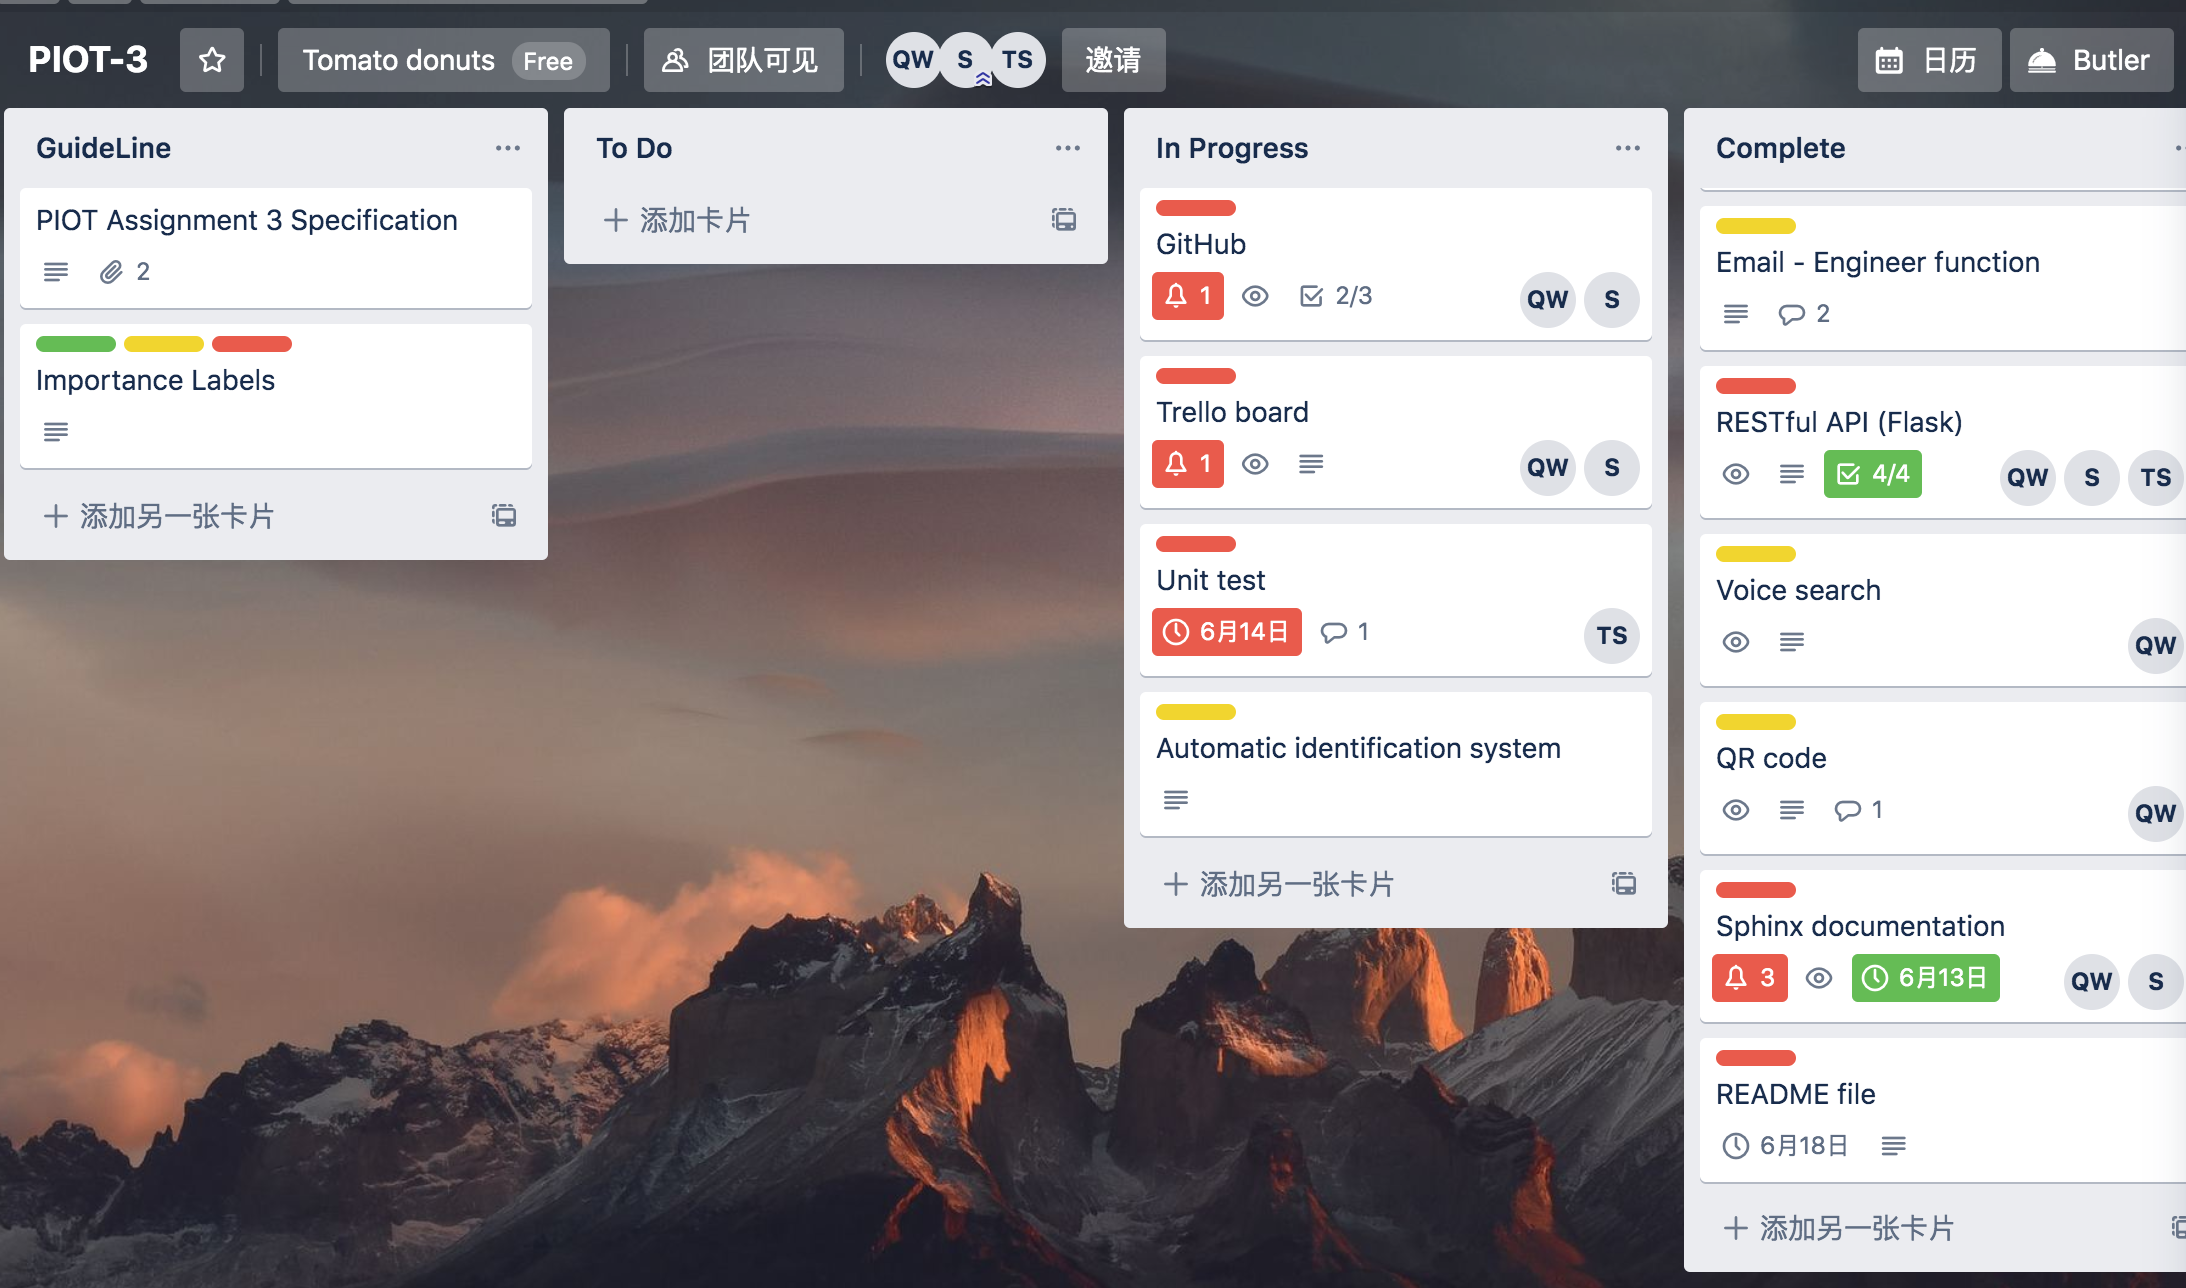 PIOT-3
Tomato donuts Free
团队可见
QW S TS
邀请
日历
Butler
GuideLine
PIOT Assignment 3 Specification
2
Importance Labels
添加另一张卡片
To Do
添加卡片
In Progress
GitHub
1 2/3 QW S
Trello board
1 QW S
Unit test
6月14日 1 TS
Automatic identification system
添加另一张卡片
Complete
Email - Engineer function
2
RESTful API (Flask)
4/4 QW S TS
Voice search
QW
QR code
1 QW
Sphinx documentation
3 6月13日 QW S
README file
6月18日
添加另一张卡片